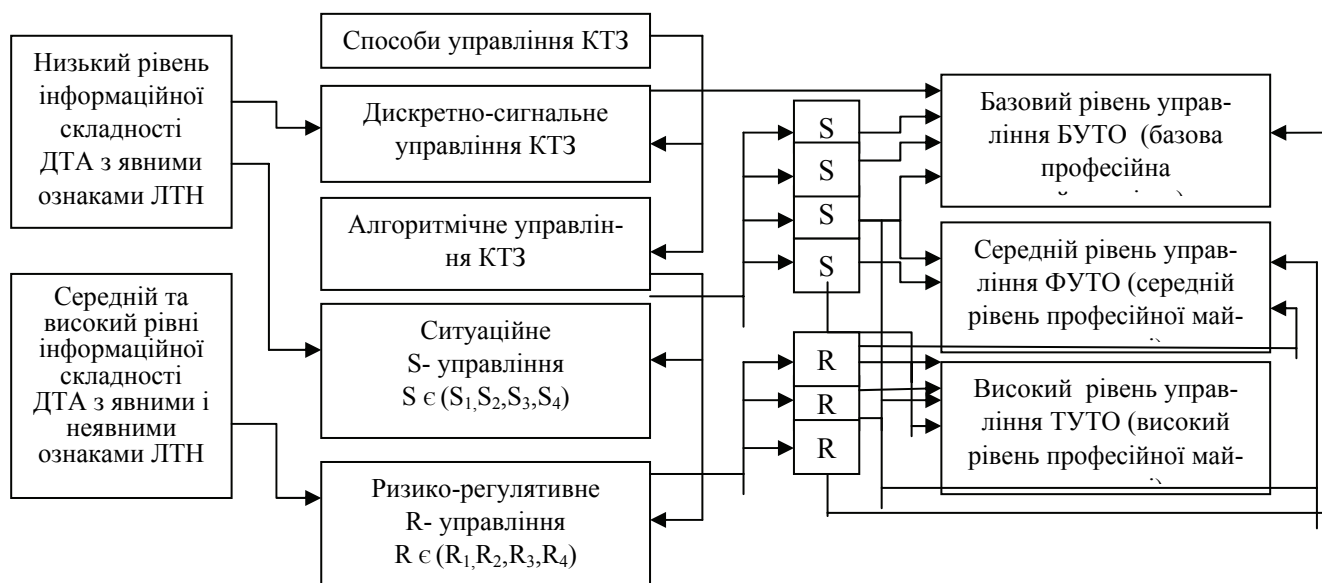 Низький рівень
інформаційної
складності
ДТА з явними
ознаками ЛТН
Середній та
високий рівні
інформаційної
складності
ДТА з явними і
неявними
ознаками ЛТН
Способи управління КТЗ
Дискретно-сигнальне
управління КТЗ
Алгоритмічне управлін-
ня КТЗ
Ситуаційне
S- управління
S є (S1,S2,S3,S4)
Ризико-регулятивне
R- управління
R є (R1,R2,R3,R4)
S
S
S
S
R
R
R
Базовий рівень управ-
ління БУТО (базова
професійна
Середній рівень управ-
ління ФУТО (середній
рівень професійної май-
Високий рівень управ-
ління ТУТО (високий
рівень професійної май-